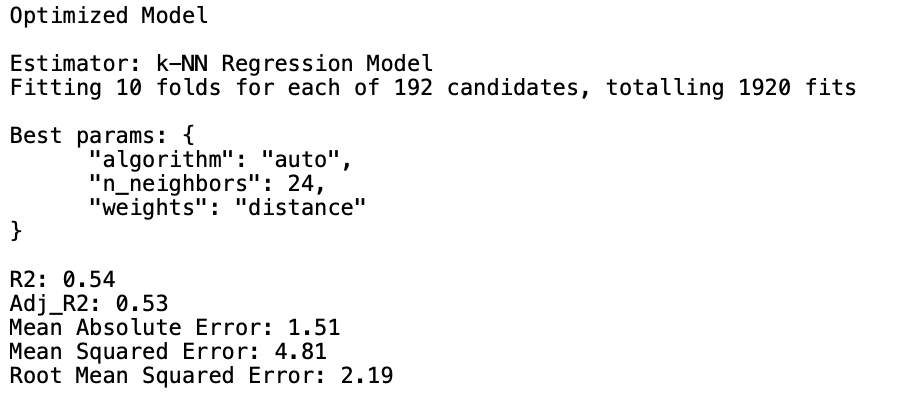 Optimized Model
Estimator: k-NN Regression Model
Fitting 10 folds for each of 192 candidates, totalling 1920 fits
Best params: {
"algorithm": "auto",
"n_neighbors": 24,
"weights": "distance"
}
R2: 0.54
Adj_R2: 0.53
Mean Absolute Error: 1.51
Mean Squared Error: 4.81
Root Mean Squared Error: 2.19